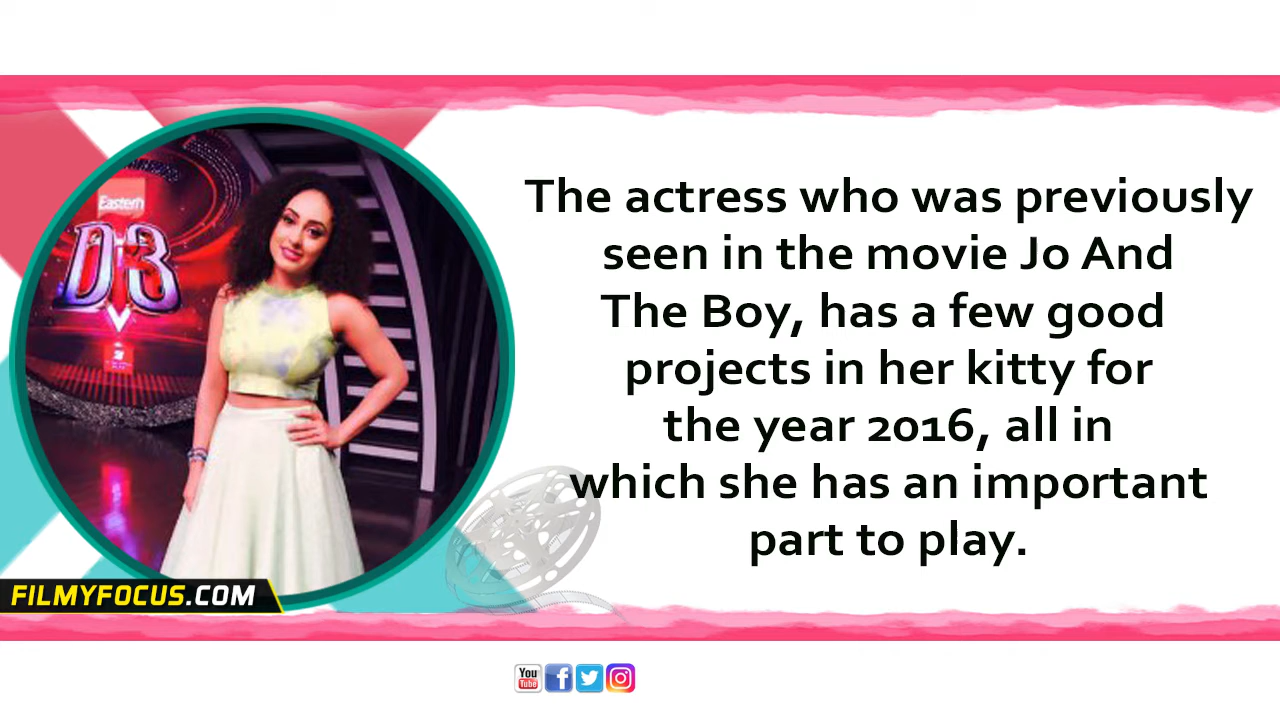 Eastern
D3
The actress who was previously
seen in the movie Jo And
The Boy, has a few good
projects in her kitty for
the year 2016, all in
which she has an important
part to play.
FILMYFOCUS.COM
You
Tube